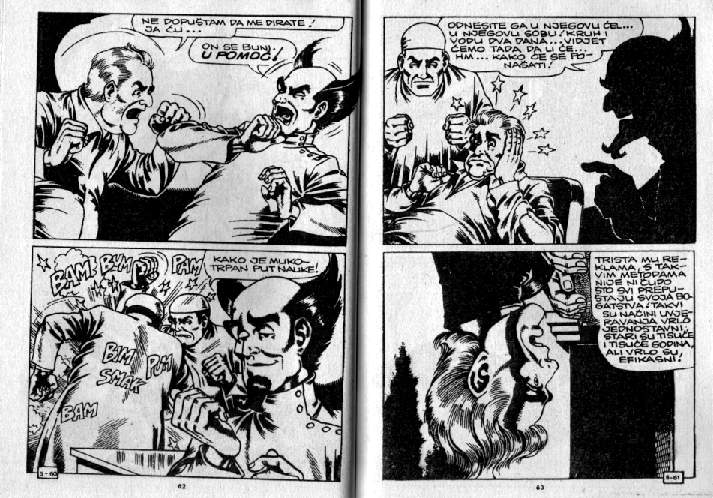 NE DOPUŠTAM DA ME DIRATE!
JA ĆU...
ON SE BUNI.
U POMOĆ!
BAM! BUM PAM
KAKO JE MUKO-
TRPAN PUT NAUKE!
BIM PUM
SMAK
BAM
62
ODNESITE GA U NJEGOVU ĆEL...
U NJEGOVU SOBU! KRUH I
VODU DVA DANA... VIDJET
ĆEMO TADA DA LI ĆE...
HM... KAKO ĆE SE PO-
NAŠATI!
TRISTA MU RE-
KLAMA, S TAK-
VIM METODAMA
NIJE NI ČUDO
ŠTO SVI PREPU-
ŠTAJU SVOJA BO-
GATSTVA! TAKVI
SU NAČINI UVJE-
RAVANJA VRLO
JEDNOSTAVNI,
STARI SU TISUĆE
I TISUĆE GODINA,
ALI VRLO SU
EFIKASNI!
63